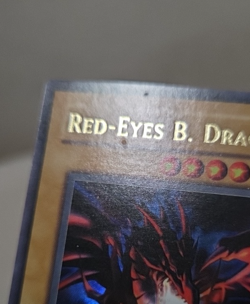 RED-EYES B. DRA